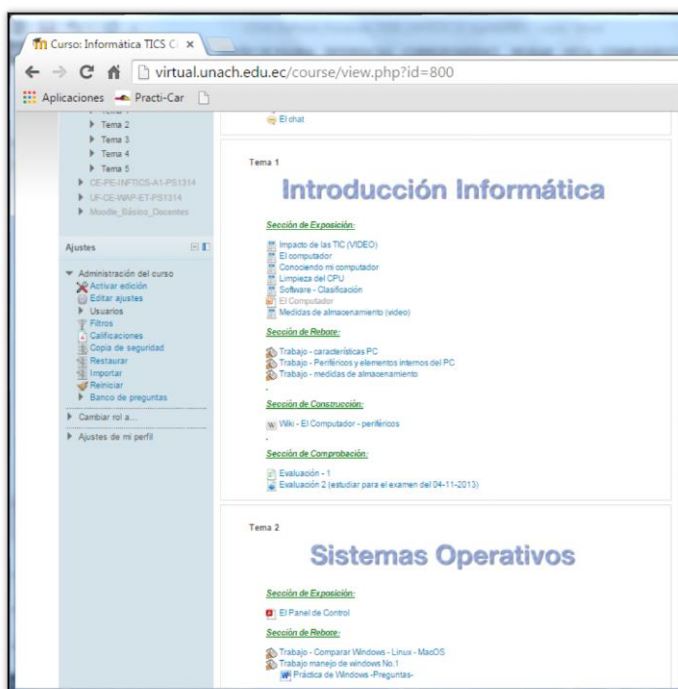 Curso: Informática TICS C
virtual.unach.edu.ec/course/view.php?id=800
Aplicaciones Practi-Car
Tema 1
Tema 2
Tema 3
Tema 4
Tema 5
CE-PE-INFTICS-A1-PS1314
UF-CE-WAP-ET-PS1314
Moodle_Básico_Docentes
Ajustes
Administración del curso
Activar edición
Editar ajustes
Usuarios
Filtros
Calificaciones
Copia de seguridad
Restaurar
Importar
Reiniciar
Banco de preguntas
Cambiar rol a...
Ajustes de mi perfil
El chat
Tema 1
Introducción Informática
Sección de Exposición:
Impacto de las TIC (VIDEO)
El computador
Conociendo mi computador
Limpieza del CPU
Software - Clasificación
El Computador
Medidas de almacenamiento (video)
Sección de Rebote:
Trabajo - características PC
Trabajo - Periféricos y elementos internos del PC
Trabajo - medidas de almacenamiento
.
Sección de Construcción:
Wiki - El Computador - periféricos
.
Sección de Comprobación:
Evaluación - 1
Evaluación 2 (estudiar para el examen del 04-11-2013)
Tema 2
Sistemas Operativos
Sección de Exposición:
El Panel de Control
Sección de Rebote:
Trabajo - Comparar Windows - Linux - MacOS
Trabajo manejo de windows No.1
Práctica de Windows -Preguntas-